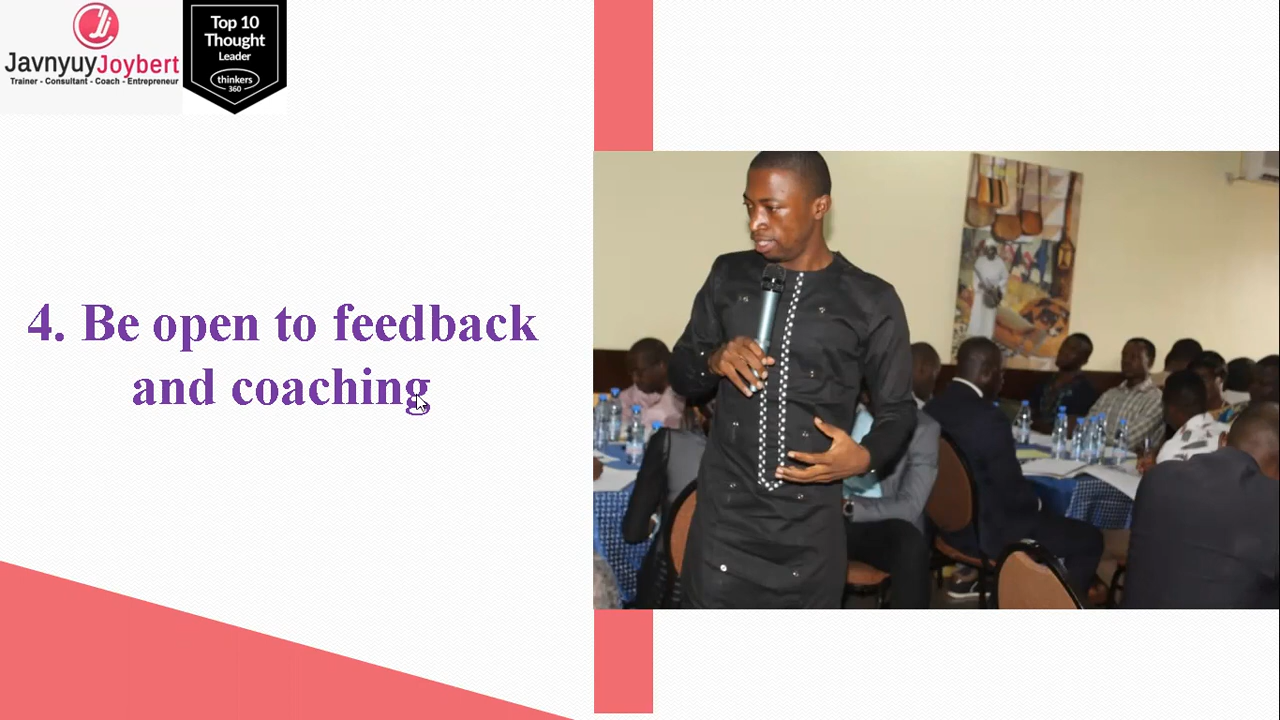 JavnyuyJoybert
Trainer - Consultant - Coach - Entrepreneur
Top 10
Thought
Leader
thinkers
360
4. Be open to feedback
and coaching